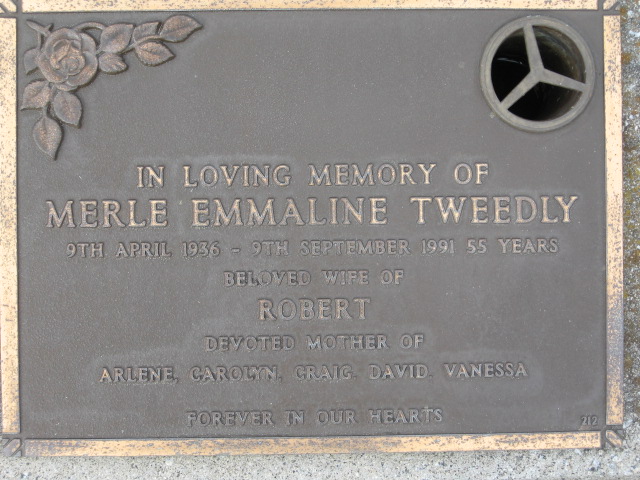 IN LOVING MEMORY OF
MERLE EMMALINE TWEEDLY
9TH APRIL 1936 - 9TH SEPTEMBER 1991 55 YEARS
BELOVED WIFE OF
ROBERT
DEVOTED MOTHER OF
ARLENE, CAROLYN, CRAIG, DAVID, VANESSA
FOREVER IN OUR HEARTS
212